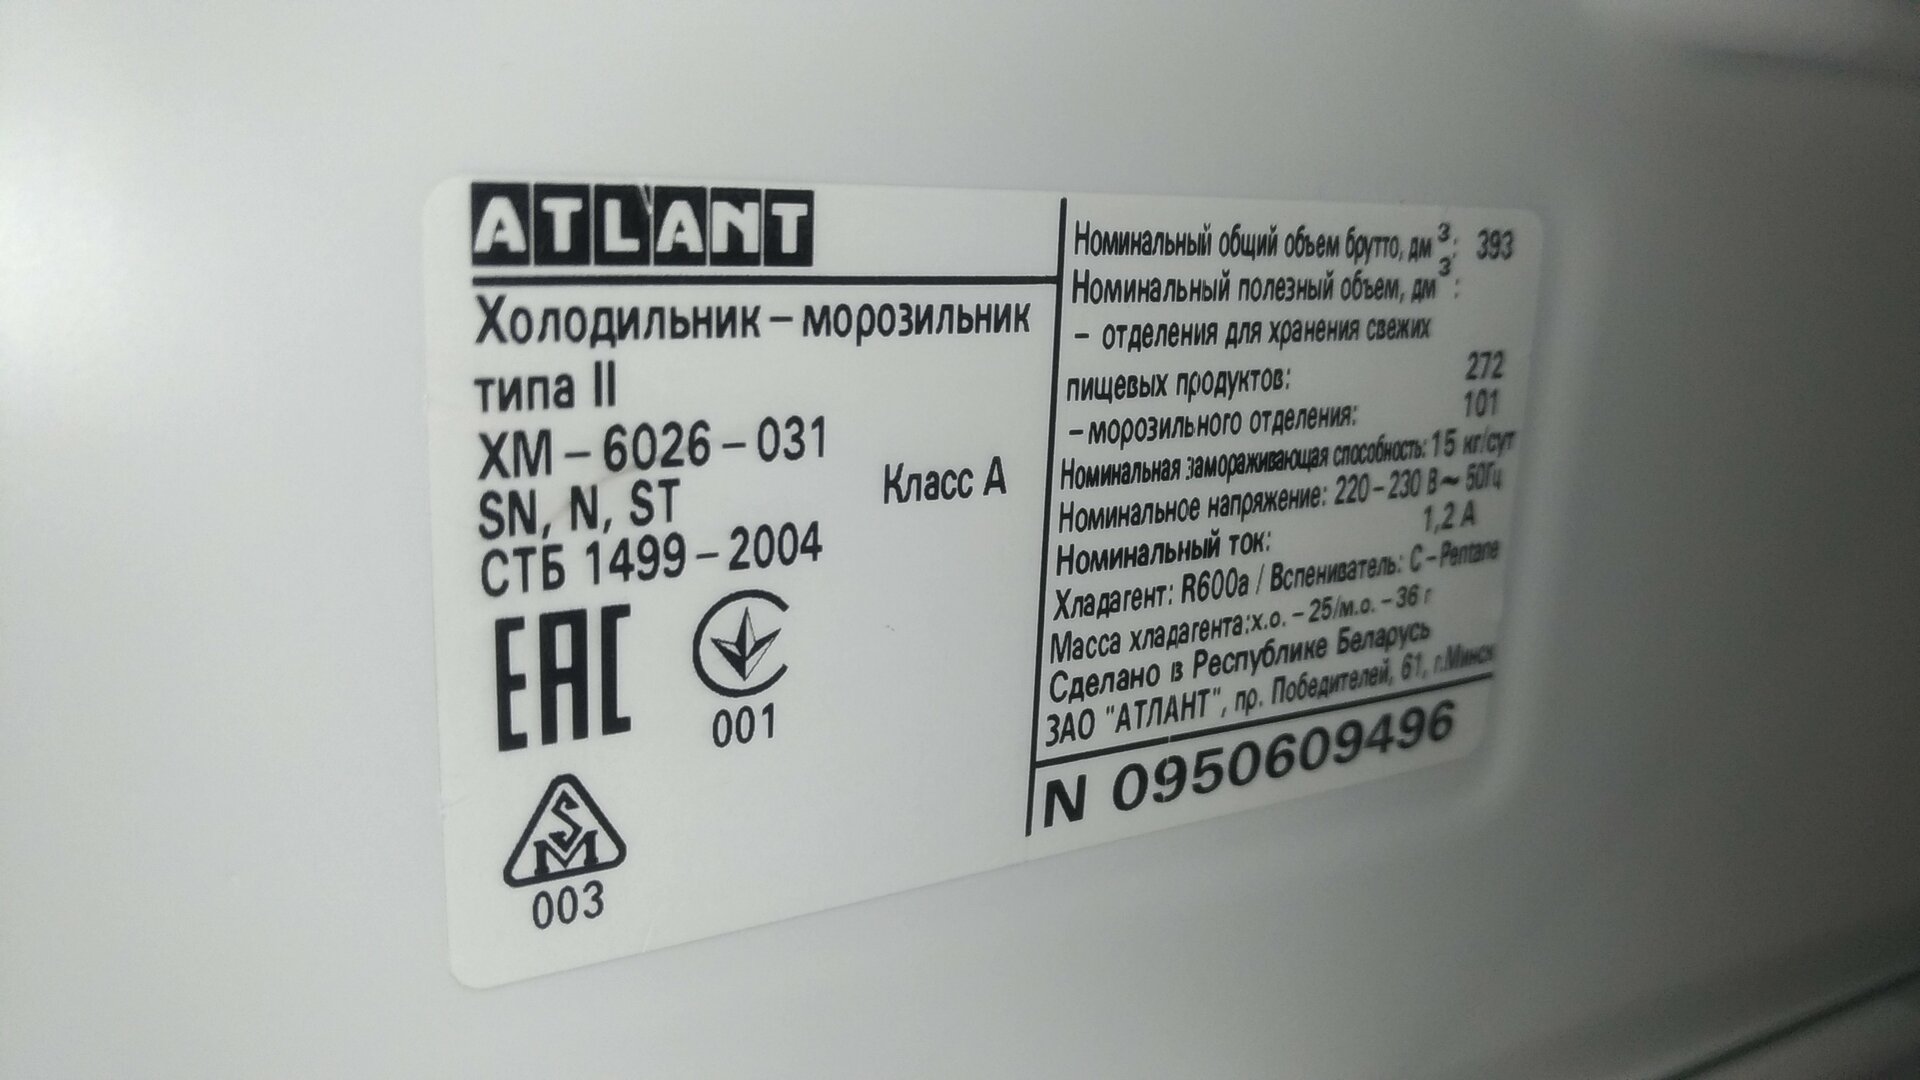 ATLANT
Холодильник – морозильник
типа II
ХМ – 6026 – 031
Класс А
SN, N, ST
СТБ 1499 – 2004
EAC
001
SM
003
Номинальный общий объем брутто, дм³: 393
Номинальный полезный объем, дм³:
– отделения для хранения свежих
пищевых продуктов: 272
– морозильного отделения: 101
Номинальная замораживающая способность: 15 кг/сут
Номинальное напряжение: 220 – 230 В ~ 50Гц
Номинальный ток: 1,2 А
Хладагент: R600a / Вспениватель: C – Pentane
Масса хладагента:х.о. – 25/м.о. – 36 г
Сделано в Республике Беларусь
ЗАО "АТЛАНТ", пр. Победителей, 61, г.Минск
N 0950609496